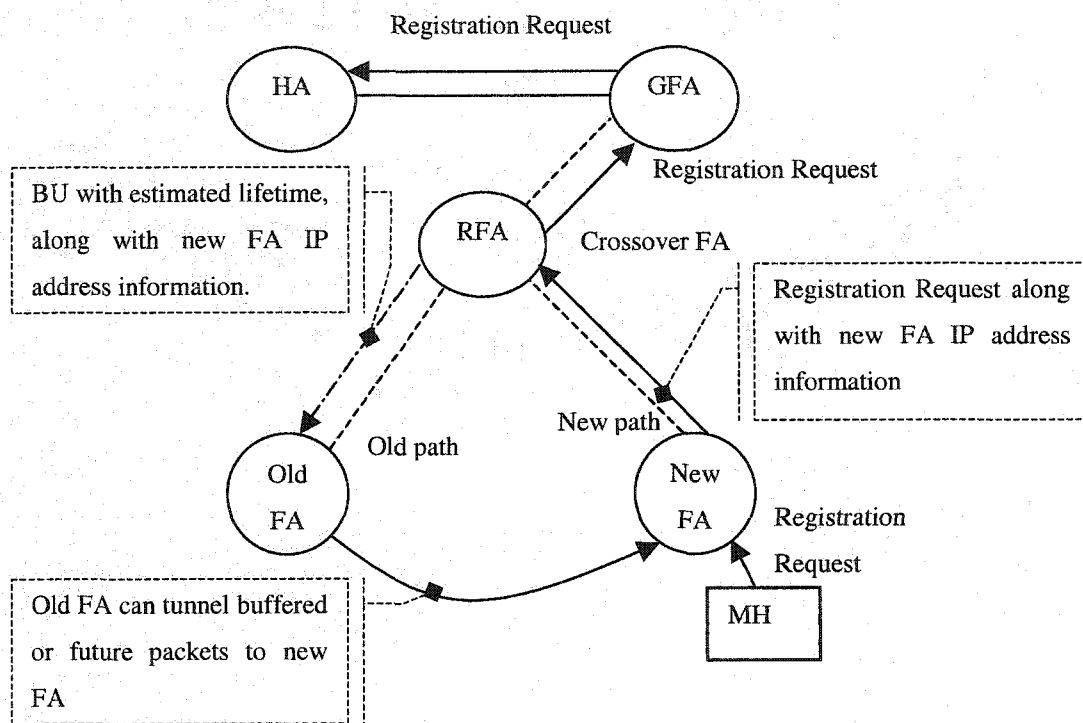 Registration Request
HA
GFA
Registration Request
BU with estimated lifetime,
along with new FA IP
address information.
RFA
Crossover FA
Registration Request along
with new FA IP address
information
Old path
New path
Old
FA
New
FA
Registration
Request
Old FA can tunnel buffered
or future packets to new
FA
MH